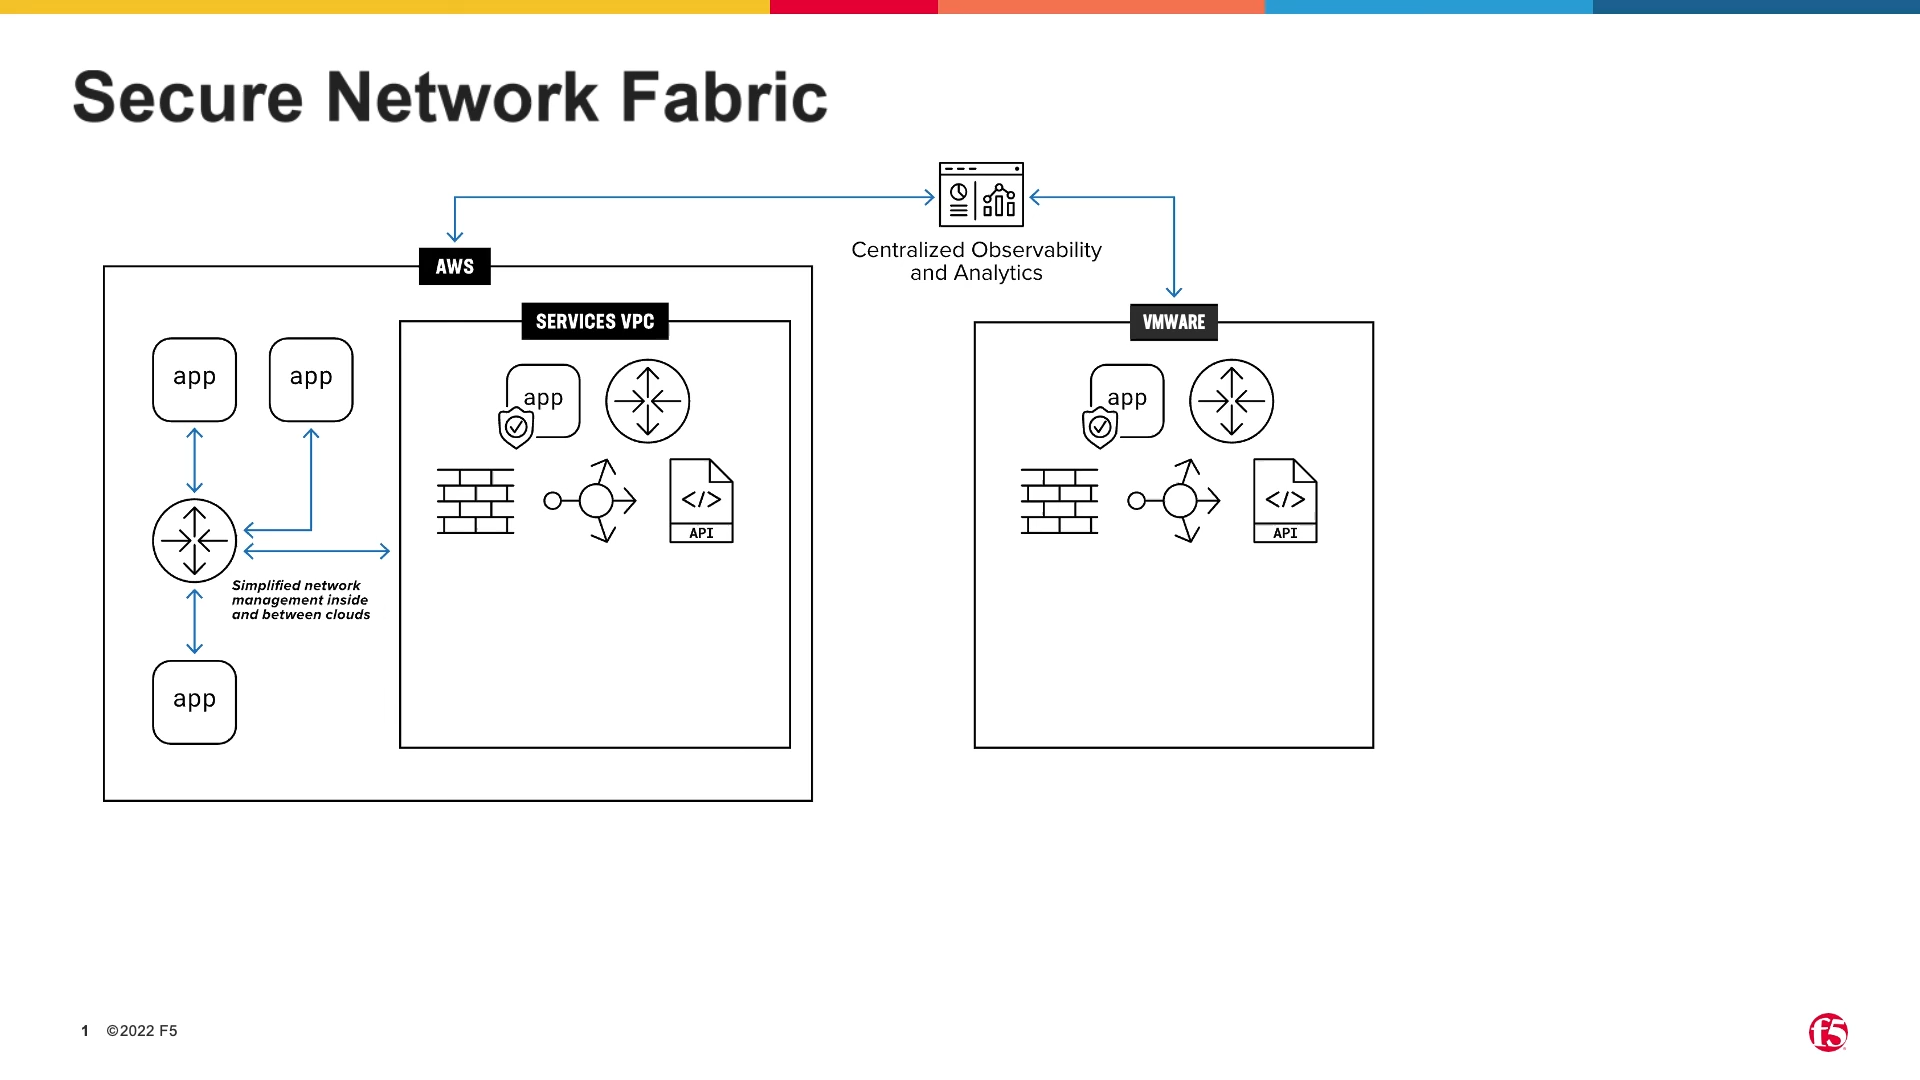 Secure Network Fabric
Centralized Observability
and Analytics
AWS
SERVICES VPC
VMWARE
app
app
app
app
</>
API
</>
API
Simplified network
management inside
and between clouds
app
1 ©2022 F5
f5